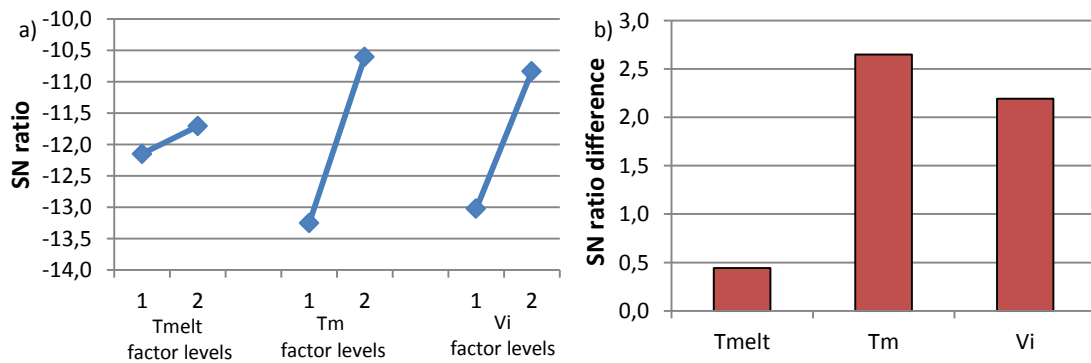 a)
SN ratio
-10,0
-10,5
-11,0
-11,5
-12,0
-12,5
-13,0
-13,5
-14,0
1 2 1 2 1 2
Tmelt Tm Vi
factor levels factor levels factor levels
b)
SN ratio difference
3,0
2,5
2,0
1,5
1,0
0,5
0,0
Tmelt Tm Vi